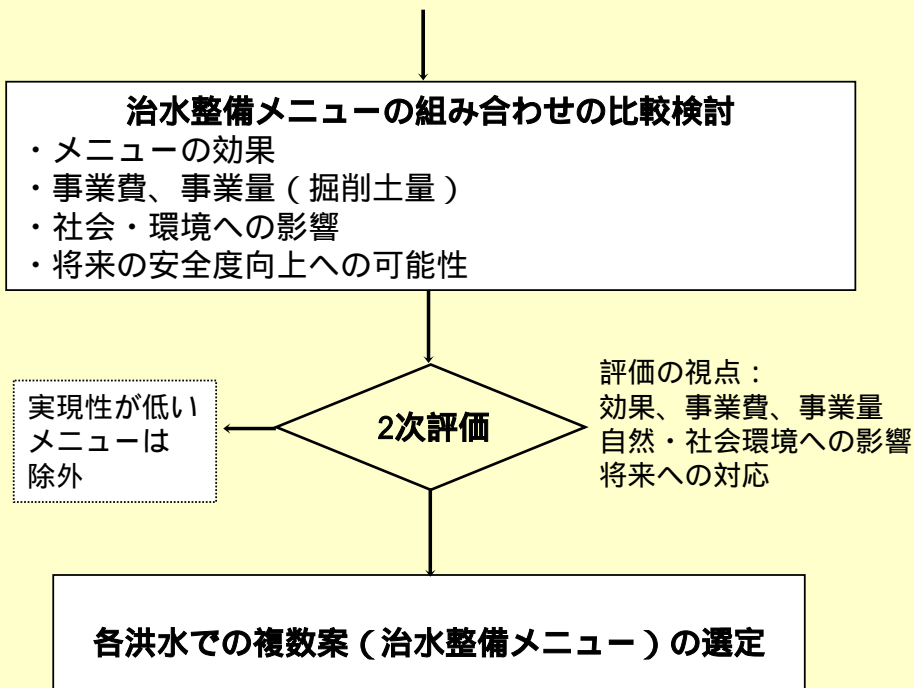 治水整備メニューの組み合わせの比較検討
・メニューの効果
・事業費、事業量（掘削土量）
・社会・環境への影響
・将来の安全度向上への可能性
実現性が低い
メニューは
除外
2次評価
評価の視点：
効果、事業費、事業量
自然・社会環境への影響
将来への対応
各洪水での複数案（治水整備メニュー）の選定